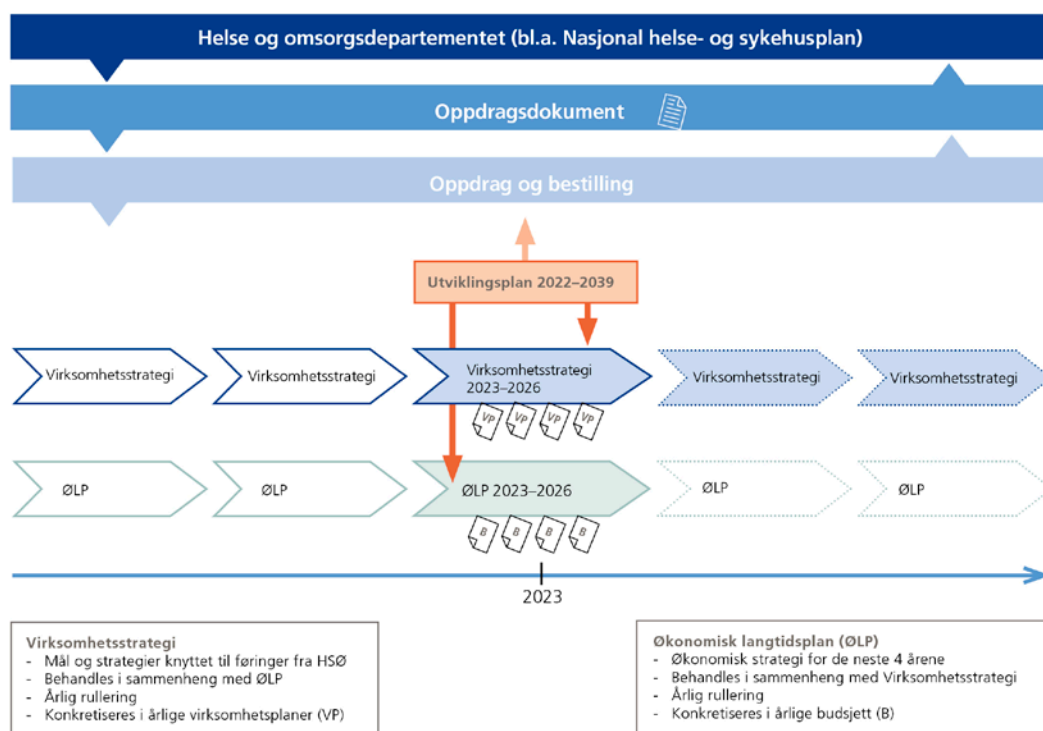 Helse og omsorgsdepartementet (bl.a. Nasjonal helse- og sykehusplan)
Oppdragsdokument
Oppdrag og bestilling
Utviklingsplan 2022–2039
Virksomhetsstrategi
Virksomhetsstrategi
Virksomhetsstrategi
2023–2026
Virksomhetsstrategi
Virksomhetsstrategi
VP
VP
VP
VP
ØLP
ØLP
ØLP 2023–2026
ØLP
ØLP
B
B
B
B
2023
Virksomhetsstrategi
- Mål og strategier knyttet til føringer fra HSØ
- Behandles i sammenheng med ØLP
- Årlig rullering
- Konkretiseres i årlige virksomhetsplaner (VP)
Økonomisk langtidsplan (ØLP)
- Økonomisk strategi for de neste 4 årene
- Behandles i sammenheng med Virksomhetsstrategi
- Årlig rullering
- Konkretiseres i årlige budsjett (B)